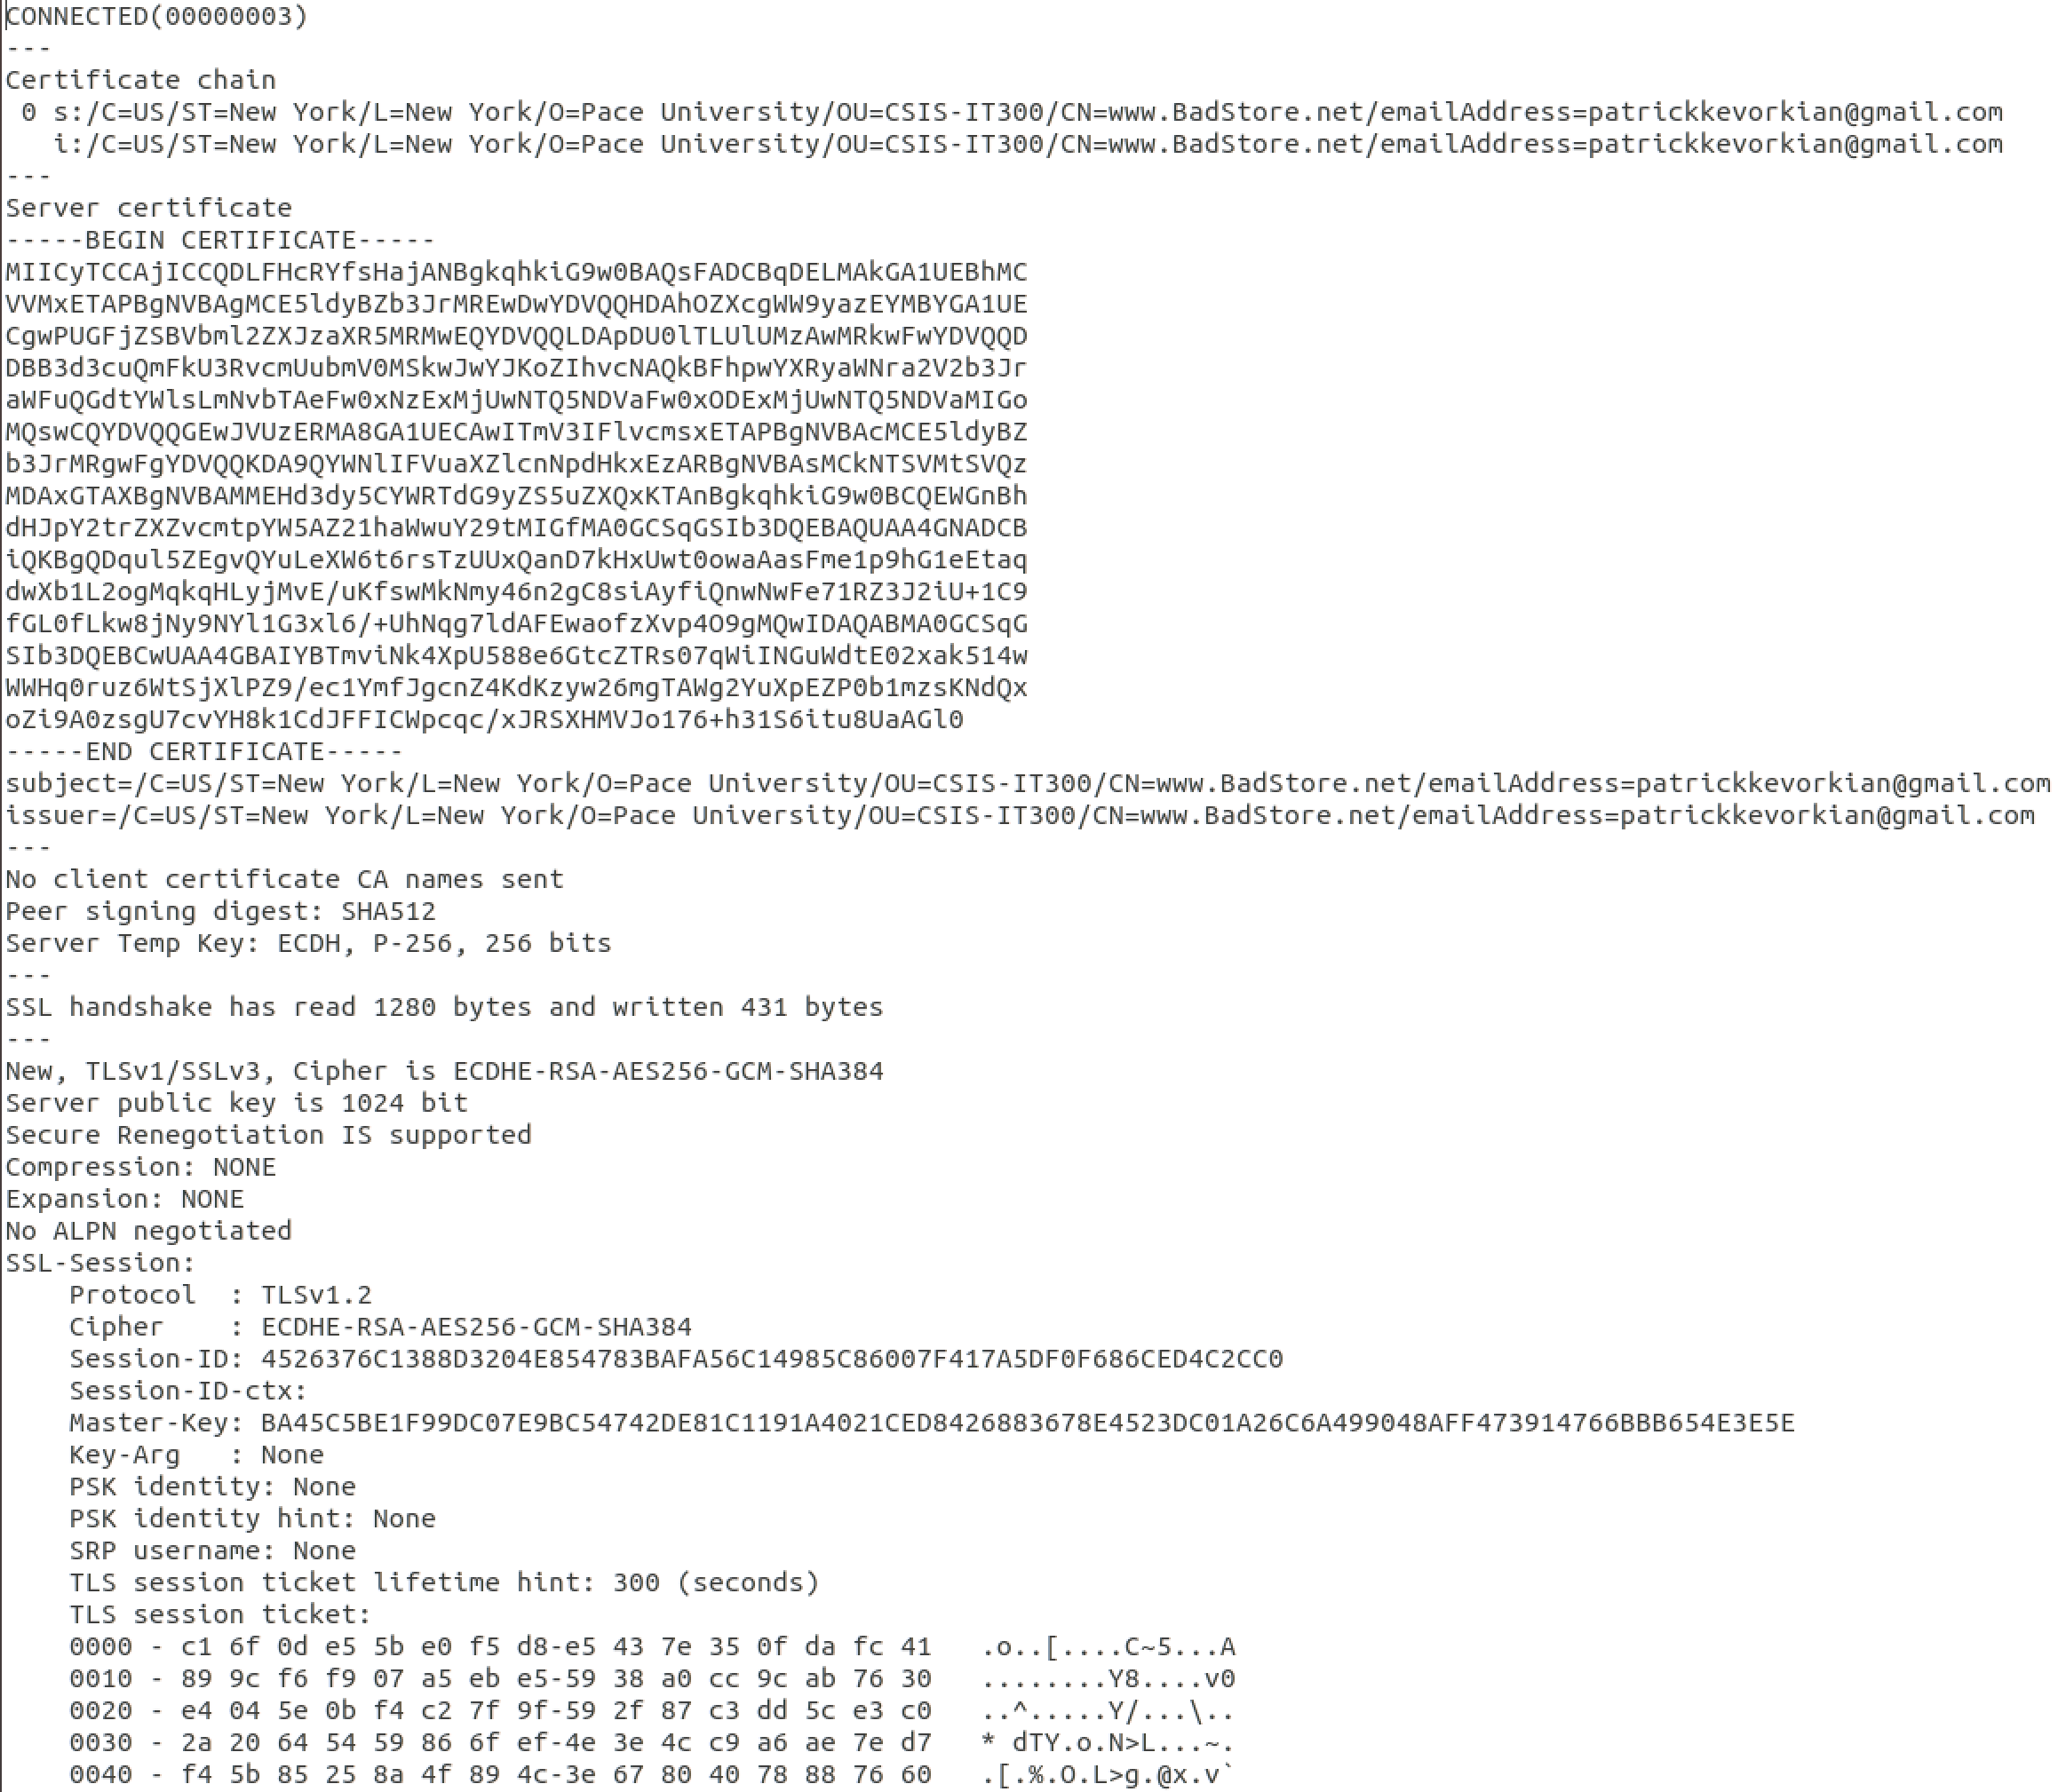 CONNECTED(00000003)
---
Certificate chain
 0 s:/C=US/ST=New York/L=New York/O=Pace University/OU=CSIS-IT300/CN=www.BadStore.net/emailAddress=patrickkevorkian@gmail.com
   i:/C=US/ST=New York/L=New York/O=Pace University/OU=CSIS-IT300/CN=www.BadStore.net/emailAddress=patrickkevorkian@gmail.com
---
Server certificate
-----BEGIN CERTIFICATE-----
MIICyTCCAjICCQDLFHcRYfsHajANBgkqhkiG9w0BAQsFADCBqDELMAkGA1UEBhMC
VVMxETAPBgNVBAgMCE5ldyBZb3JrMREwDwYDVQQHDAhOZXcgWW9yazEYMBYGA1UE
CgwPUGFjZSBVbml2ZXJzaXR5MRMwEQYDVQQLDApDU0lTLUlUMzAwMRkwFwYDVQQD
DBB3d3cuQmFkU3RvcmUubmV0MSkwJwYJKoZIhvcNAQkBFhpwYXRyaWNra2V2b3Jr
aWFuQGdtYWlsLmNvbTAeFw0xNzExMjUwNTQ5NDVaFw0xODExMjUwNTQ5NDVaMIGo
MQswCQYDVQQGEwJVUzERMA8GA1UECAwITmV3IFlvcmsxETAPBgNVBAcMCE5ldyBZ
b3JrMRgwFgYDVQQKDA9QYWNlIFVuaXZlcnNpdHkxEzARBgNVBAsMCkNTSVMtSVQz
MDAxGTAXBgNVBAMMEHd3dy5CYWRTdG9yZS5uZXQxKTAnBgkqhkiG9w0BCQEWGnBh
dHJpY2trZXZvcmtpYW5AZ21haWwuY29tMIGfMA0GCSqGSIb3DQEBAQUAA4GNADCB
iQKBgQDqul5ZEgvQYuLeXW6t6rsTzUUxQanD7kHxUwt0owaAasFme1p9hG1eEtaq
dwXb1L2ogMqkqHLyjMvE/uKfswMkNmy46n2gC8siAyfiQnwNwFe71RZ3J2iU+1C9
fGL0fLkw8jNy9NYl1G3xl6/+UhNqg7ldAFEwaofzXvp4O9gMQwIDAQABMA0GCSqG
SIb3DQEBCwUAA4GBAIYBTmviNk4XpU588e6GtcZTRs07qWiINGuWdtE02xak514w
WWHq0ruz6WtSjXlPZ9/ec1YmfJgcnZ4KdKzyw26mgTAWg2YuXpEZP0b1mzsKNdQx
oZi9A0zsgU7cvYH8k1CdJFFICWpcqc/xJRSXHMVJo176+h31S6itu8UaAGl0
-----END CERTIFICATE-----
subject=/C=US/ST=New York/L=New York/O=Pace University/OU=CSIS-IT300/CN=www.BadStore.net/emailAddress=patrickkevorkian@gmail.com
issuer=/C=US/ST=New York/L=New York/O=Pace University/OU=CSIS-IT300/CN=www.BadStore.net/emailAddress=patrickkevorkian@gmail.com
---
No client certificate CA names sent
Peer signing digest: SHA512
Server Temp Key: ECDH, P-256, 256 bits
---
SSL handshake has read 1280 bytes and written 431 bytes
---
New, TLSv1/SSLv3, Cipher is ECDHE-RSA-AES256-GCM-SHA384
Server public key is 1024 bit
Secure Renegotiation IS supported
Compression: NONE
Expansion: NONE
No ALPN negotiated
SSL-Session:
    Protocol  : TLSv1.2
    Cipher    : ECDHE-RSA-AES256-GCM-SHA384
    Session-ID: 4526376C1388D3204E854783BAFA56C14985C86007F417A5DF0F686CED4C2CC0
    Session-ID-ctx:
    Master-Key: BA45C5BE1F99DC07E9BC54742DE81C1191A4021CED8426883678E4523DC01A26C6A499048AFF473914766BBB654E3E5E
    Key-Arg   : None
    PSK identity: None
    PSK identity hint: None
    SRP username: None
    TLS session ticket lifetime hint: 300 (seconds)
    TLS session ticket:
    0000 - c1 6f 0d e5 5b e0 f5 d8-e5 43 7e 35 0f da fc 41   .o..[....C~5...A
    0010 - 89 9c f6 f9 07 a5 eb e5-59 38 a0 cc 9c ab 76 30   ........Y8....v0
    0020 - e4 04 5e 0b f4 c2 7f 9f-59 2f 87 c3 dd 5c e3 c0   ..^.....Y/...\..
    0030 - 2a 20 64 54 59 86 6f ef-4e 3e 4c c9 a6 ae 7e d7   * dTY.o.N>L...~.
    0040 - f4 5b 85 25 8a 4f 89 4c-3e 67 80 40 78 88 76 60   .[.%.O.L>g.@x.v`